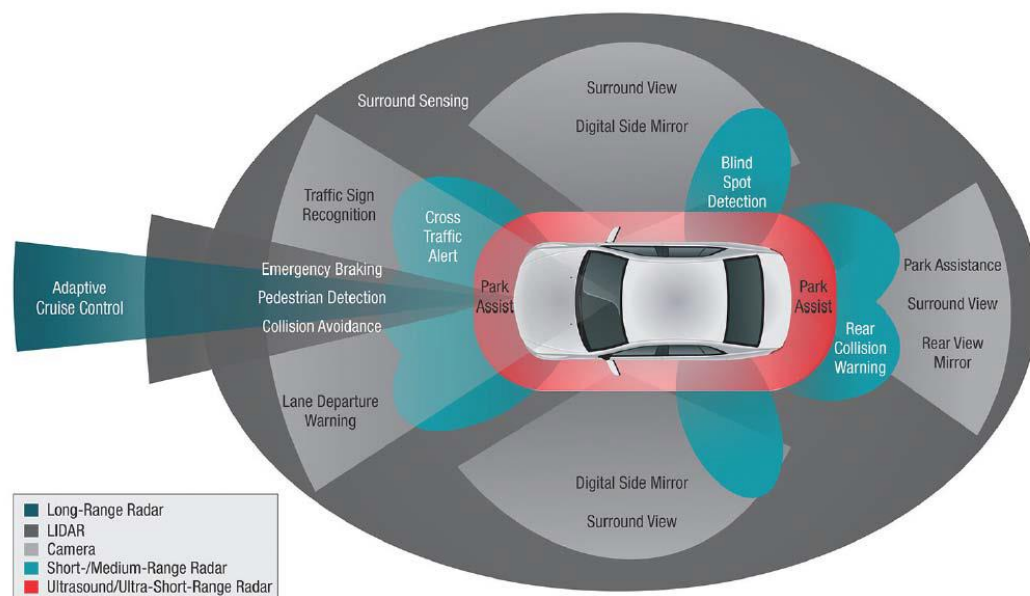 Surround Sensing
Surround View
Digital Side Mirror
Blind
Spot
Detection
Traffic Sign
Recognition
Cross
Traffic
Alert
Adaptive
Cruise Control
Emergency Braking
Pedestrian Detection
Collision Avoidance
Park
Assist
Park
Assist
Rear
Collision
Warning
Park Assistance
Surround View
Rear View
Mirror
Lane Departure
Warning
Digital Side Mirror
Surround View
Long-Range Radar
LIDAR
Camera
Short-/Medium-Range Radar
Ultrasound/Ultra-Short-Range Radar